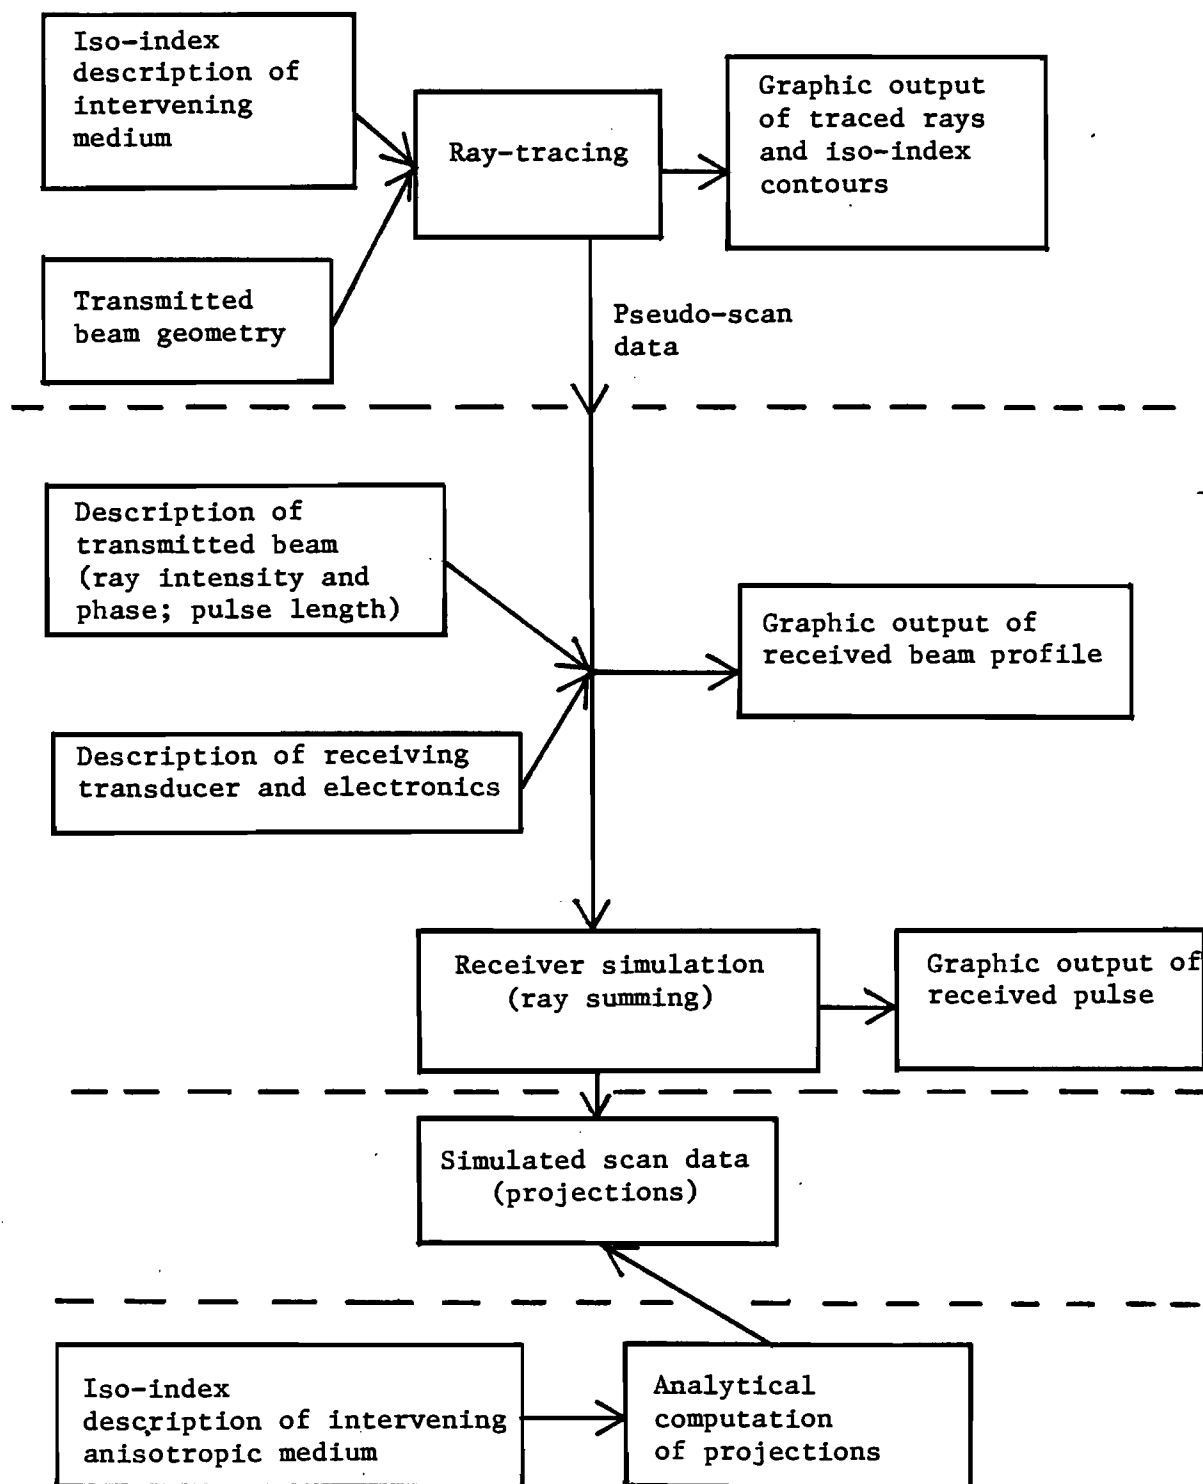 Iso-index
description of
intervening
medium
Ray-tracing
Graphic output
of traced rays
and iso-index
contours
Transmitted
beam geometry
Pseudo-scan
data
Description of
transmitted beam
(ray intensity and
phase; pulse length)
Graphic output of
received beam profile
Description of receiving
transducer and electronics
Receiver simulation
(ray summing)
Graphic output of
received pulse
Simulated scan data
(projections)
Iso-index
description of intervening
anisotropic medium
Analytical
computation
of projections